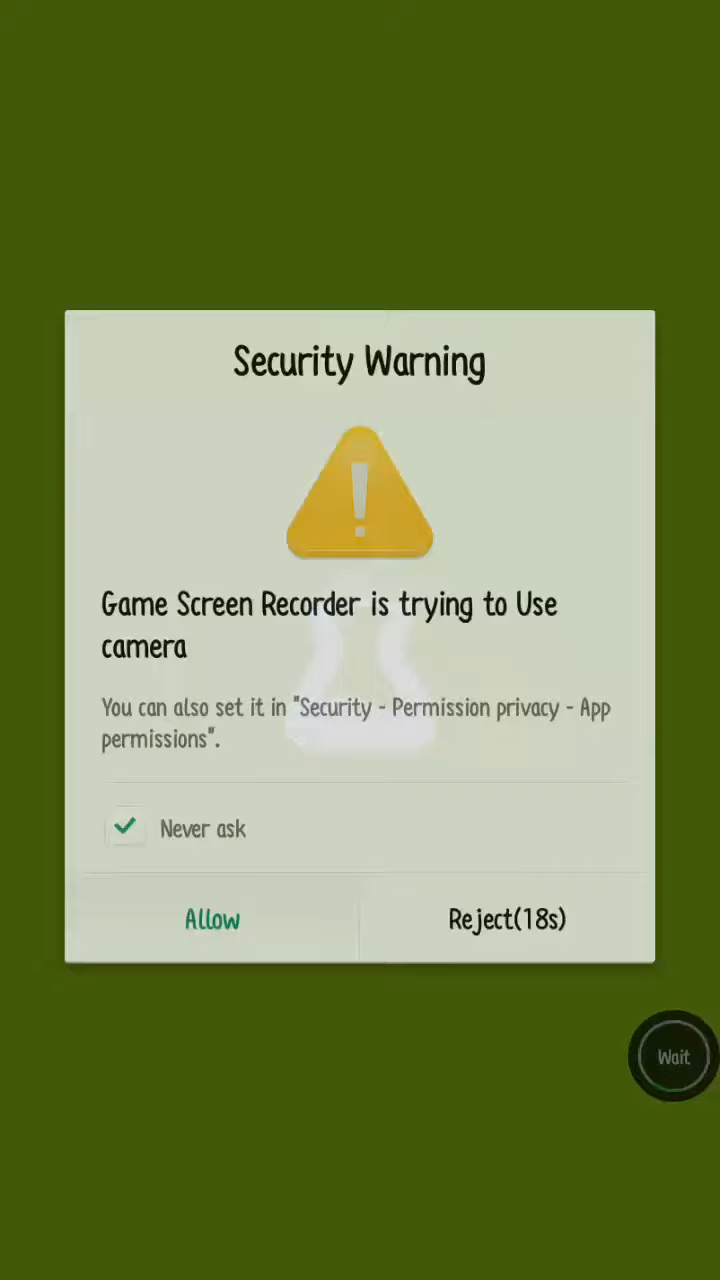 Security Warning
Game Screen Recorder is trying to Use
camera
You can also set it in "Security - Permission privacy - App
permissions".
Never ask
Allow
Reject(18s)
Wait